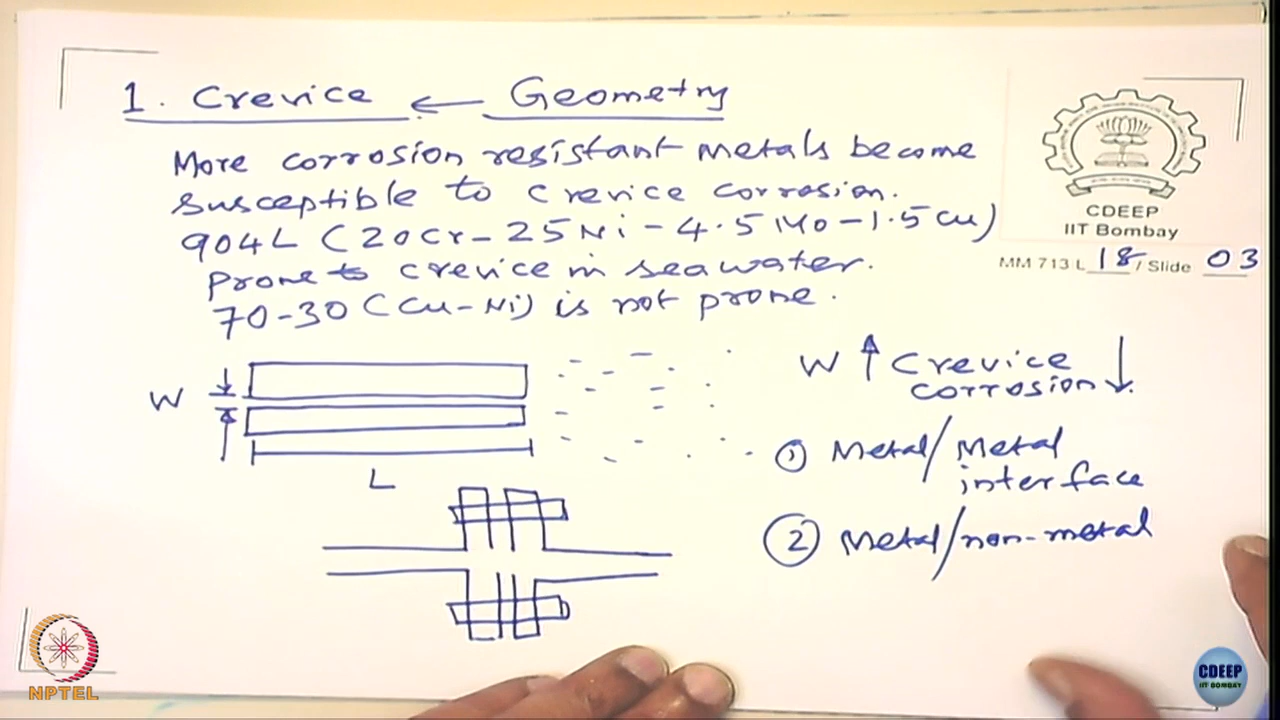 1. Crevice ← Geometry
More corrosion resistant metals become
susceptible to crevice corrosion.
904L (20Cr-25Ni-4.5Mo-1.5Cu)
Prone to crevice in seawater.
70-30 (Cu-Ni) is not prone.
CDEEP
IIT Bombay
MM 713 L 18 / Slide 03
W
L
W ↑ Crevice corrosion ↓
① Metal/Metal
interface
② Metal/non-metal
NPTEL
CDEEP
IIT BOMBAY